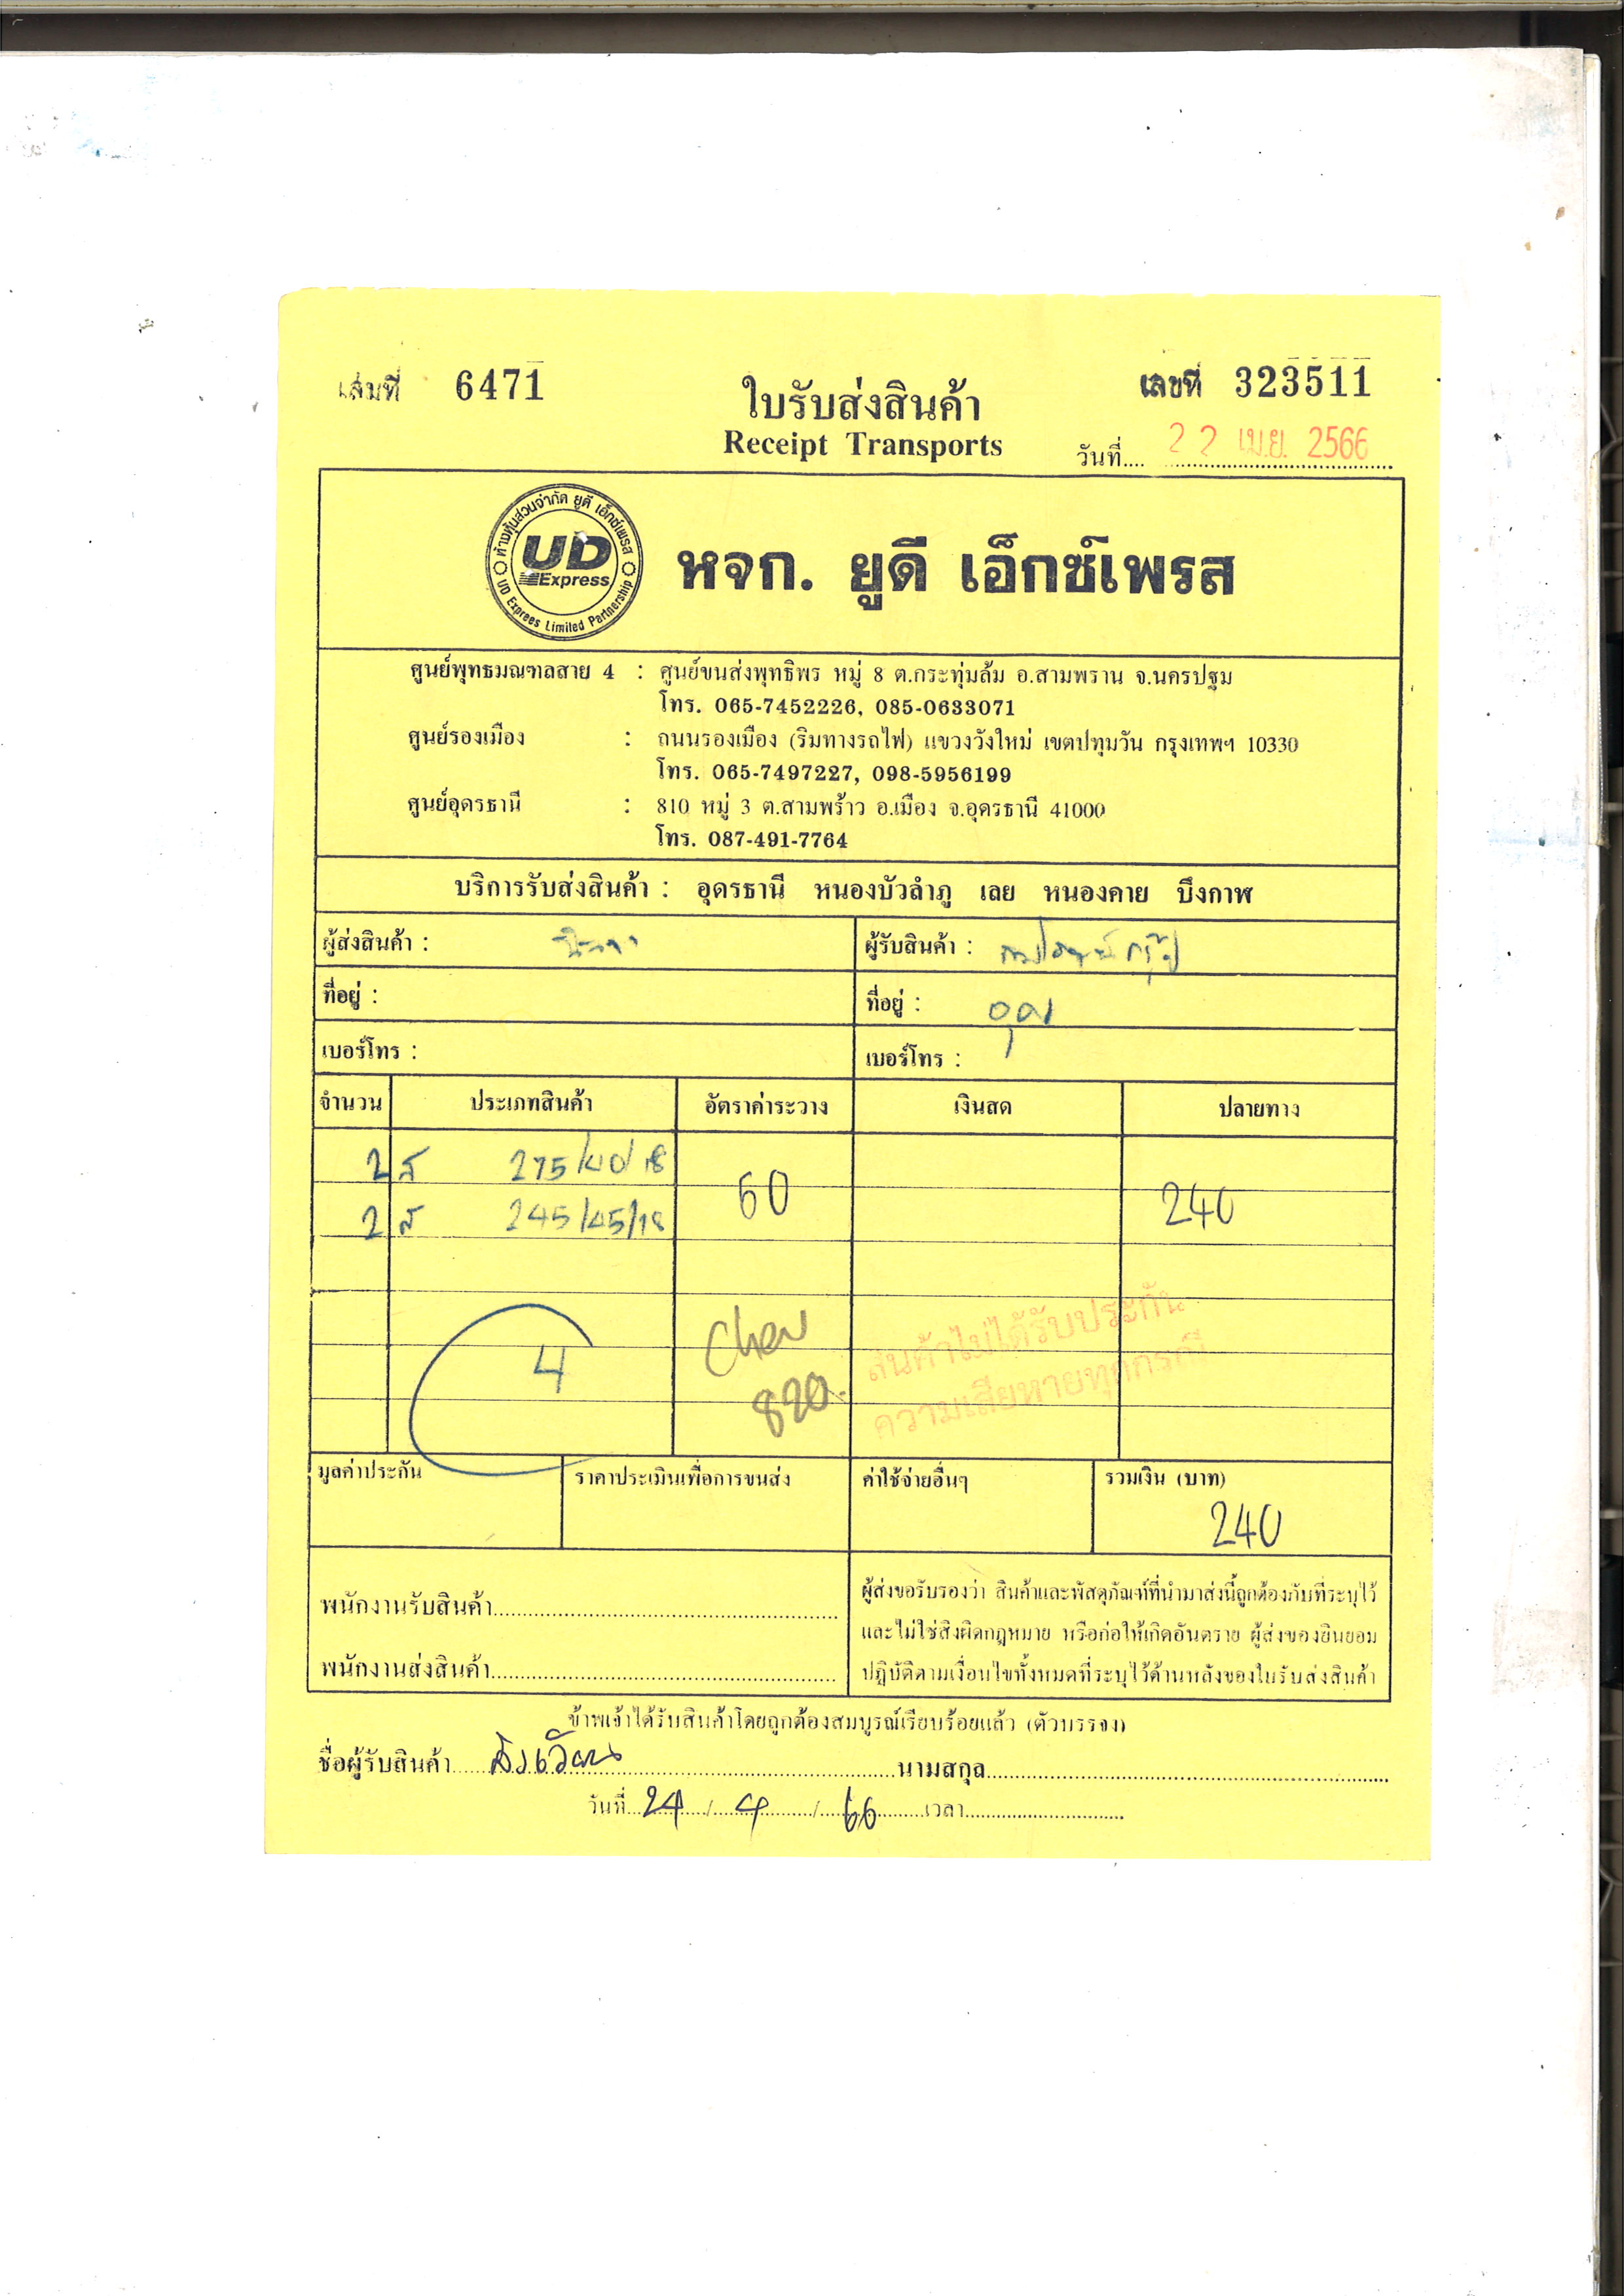 เล่มที่ 6471
ใบรับส่งสินค้า
เลขที่ 323511
Receipt Transports
วันที่.... 22 เม.ย. 2566
ห้างหุ้นส่วนจำกัด ยูดี เอ็กซ์เพรส
UD
Express
UD Exprees Limited Partnership
หจก. ยูดี เอ็กซ์เพรส
ศูนย์พุทธมณฑลสาย 4 : ศูนย์ขนส่งพุทธิพร หมู่ 8 ต.กระทุ่มล้ม อ.สามพราน จ.นครปฐม
โทร. 065-7452226, 085-0633071
ศูนย์รองเมือง : ถนนรองเมือง (ริมทางรถไฟ) แขวงวังใหม่ เขตปทุมวัน กรุงเทพฯ 10330
โทร. 065-7497227, 098-5956199
ศูนย์อุดรธานี : 810 หมู่ 3 ต.สามพร้าว อ.เมือง จ.อุดรธานี 41000
โทร. 087-491-7764
บริการรับส่งสินค้า : อุดรธานี หนองบัวลำภู เลย หนองคาย บึงกาฬ
ผู้ส่งสินค้า :
ผู้รับสินค้า :
ที่อยู่ :
ที่อยู่ : อุดร
เบอร์โทร :
เบอร์โทร :
จำนวน ประเภทสินค้า อัตราค่าระวาง เงินสด ปลายทาง
2 ส 275/40/18
60 240
2 ส 245/45/18
4
820.-
สินค้าไม่ได้รับประกัน
ความเสียหายทุกกรณี
มูลค่าประกัน ราคาประเมินเพื่อการขนส่ง ค่าใช้จ่ายอื่นๆ รวมเงิน (บาท)
240
พนักงานรับสินค้า
พนักงานส่งสินค้า
ผู้ส่งขอรับรองว่า สินค้าและพัสดุภัณฑ์ที่นำมาส่งนี้ถูกต้องกับที่ระบุไว้
และไม่ใช่สิ่งผิดกฎหมาย หรือก่อให้เกิดอันตราย ผู้ส่งของยินยอม
ปฏิบัติตามเงื่อนไขทั้งหมดที่ระบุไว้ด้านหลังของใบรับส่งสินค้า
ข้าพเจ้าได้รับสินค้าโดยถูกต้องสมบูรณ์เรียบร้อยแล้ว (ตัวบรรจง)
ชื่อผู้รับสินค้า นามสกุล
วันที่ 24 / 4 / 66 เวลา